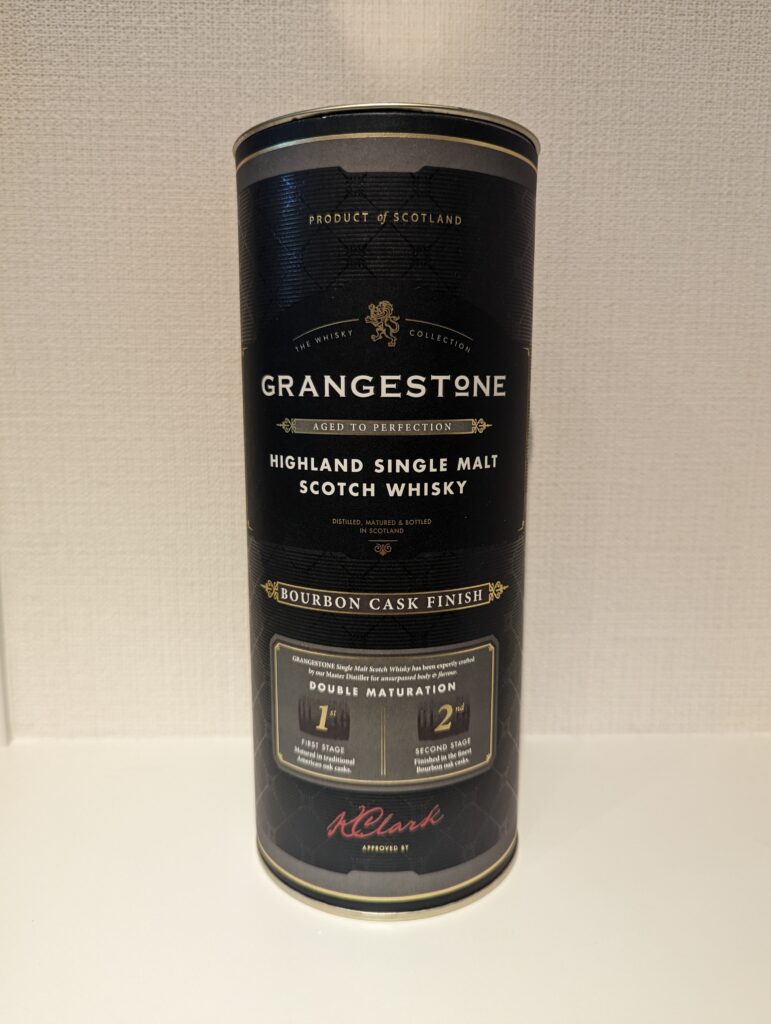 PRODUCT of SCOTLAND
THE WHISKY COLLECTION
GRANGESTONE
AGED TO PERFECTION
HIGHLAND SINGLE MALT
SCOTCH WHISKY
DISTILLED, MATURED & BOTTLED
IN SCOTLAND
BOURBON CASK FINISH
GRANGESTONE Single Malt Scotch Whisky has been expertly crafted
by our Master Distiller for unsurpassed body & flavour.
DOUBLE MATURATION
1st
FIRST STAGE
Matured in traditional
American oak casks.
2nd
SECOND STAGE
Finished in the finest
Bourbon oak casks.
KClark
APPROVED BY